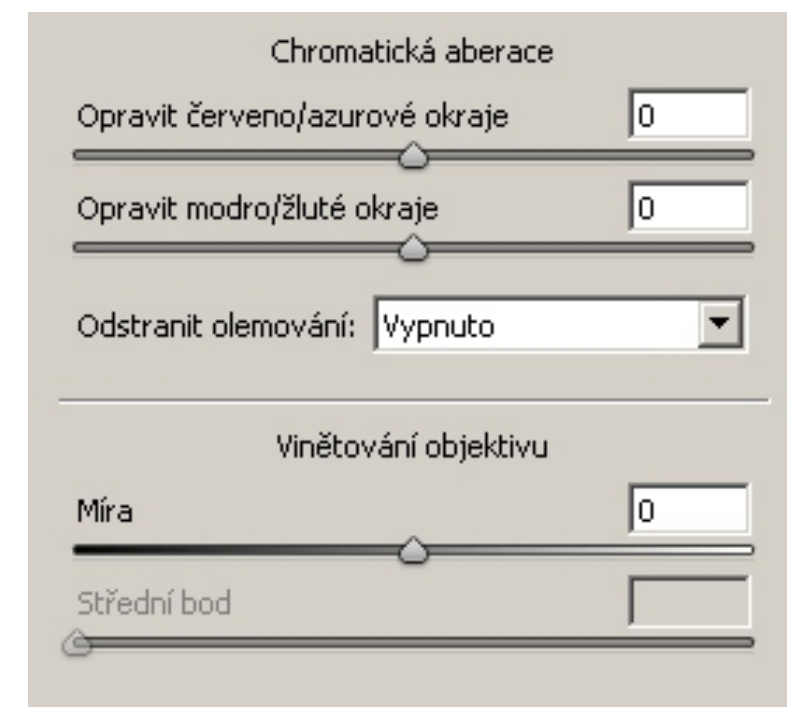 Chromatická aberace
Opravit červeno/azurové okraje 0
Opravit modro/žluté okraje 0
Odstranit olemování: Vypnuto
Vinětování objektivu
Míra 0
Střední bod